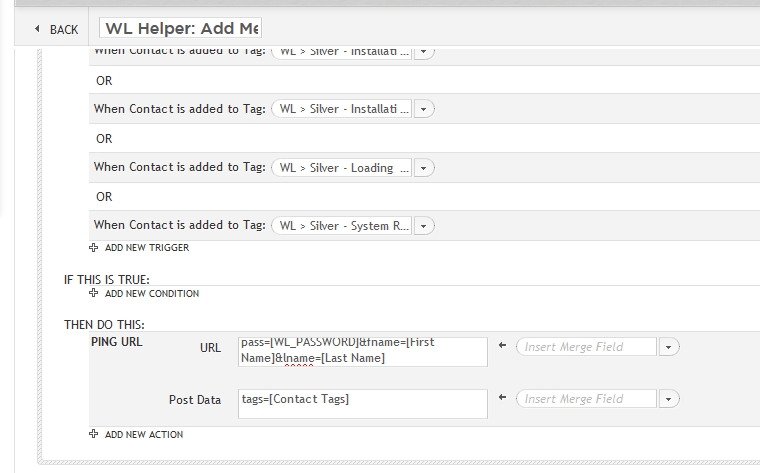 BACK
WL Helper: Add Me
When Contact is added to Tag: WL > Silver - Installati ...
OR
When Contact is added to Tag: WL > Silver - Installati ...
OR
When Contact is added to Tag: WL > Silver - Loading ...
OR
When Contact is added to Tag: WL > Silver - System R...
ADD NEW TRIGGER
IF THIS IS TRUE:
ADD NEW CONDITION
THEN DO THIS:
PING URL
URL
pass=[WL_PASSWORD]&fname=[First
Name]&lname=[Last Name]
Insert Merge Field
Post Data
tags=[Contact Tags]
Insert Merge Field
ADD NEW ACTION